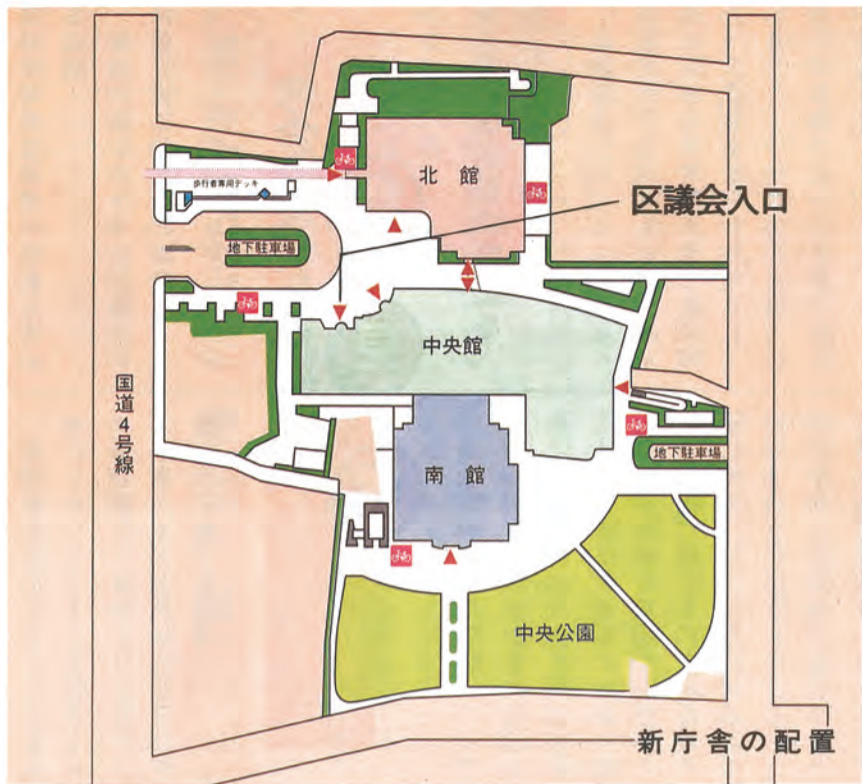 北館
歩行者専用デッキ
区議会入口
地下駐車場
中央館
国道4号線
地下駐車場
南館
中央公園
新庁舎の配置